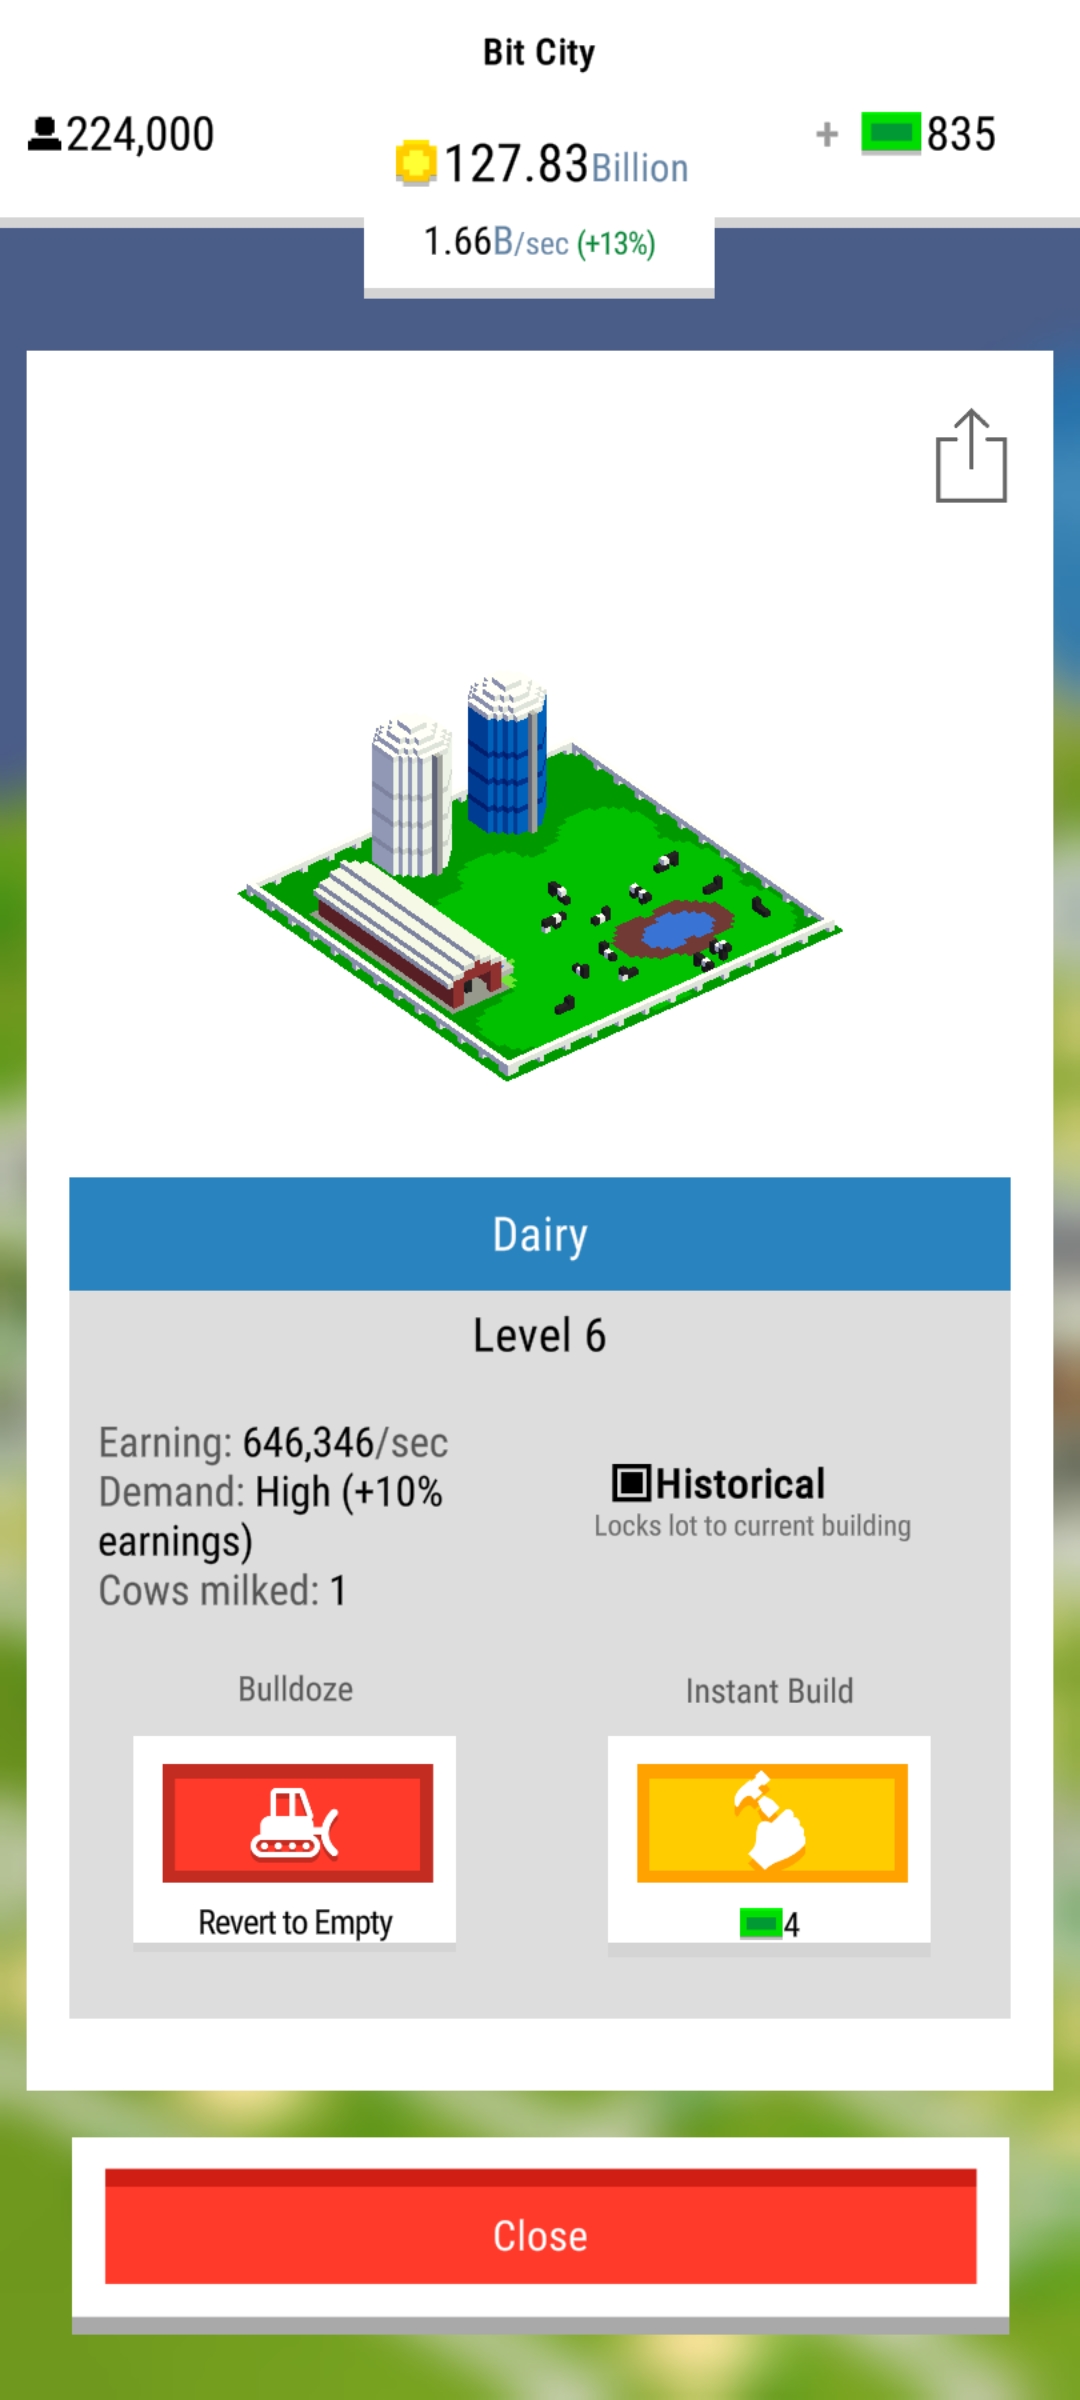 Bit City
224,000
127.83 Billion
+ 835
1.66B/sec (+13%)
Dairy
Level 6
Earning: 646,346/sec
Demand: High (+10%
earnings)
Cows milked: 1
Historical
Locks lot to current building
Bulldoze
Revert to Empty
Instant Build
4
Close